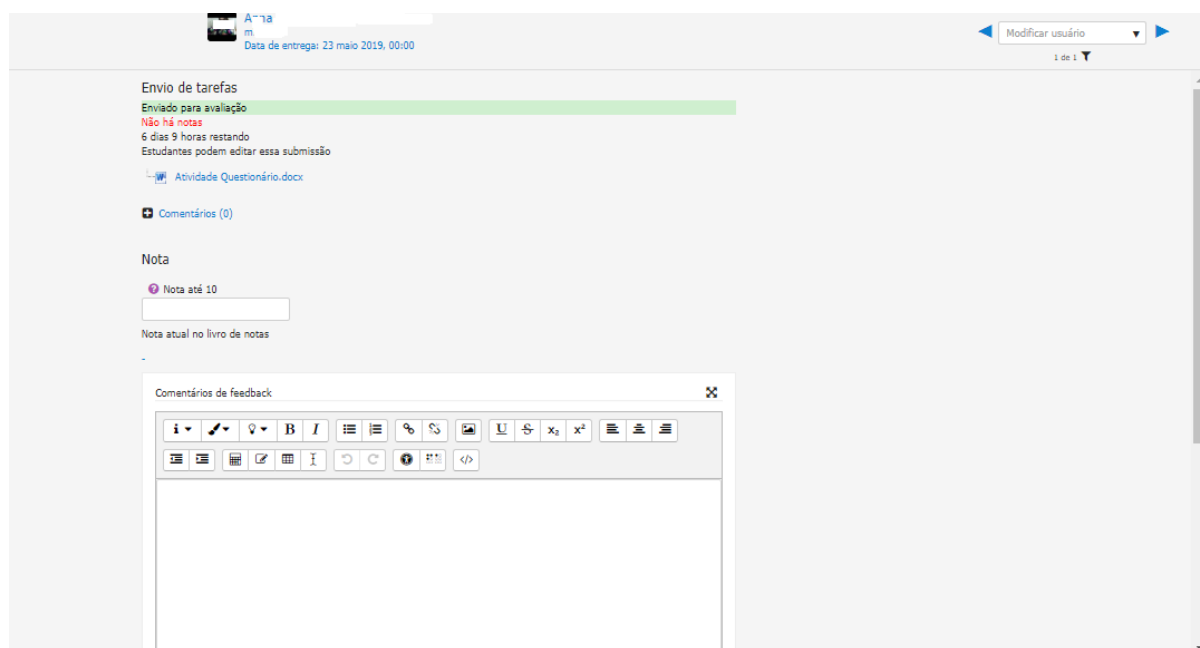 Data de entrega: 23 maio 2019, 00:00
Modificar usuário
1 de 1
Envio de tarefas
Enviado para avaliação
Não há notas
6 dias 9 horas restando
Estudantes podem editar essa submissão
Atividade Questionário.docx
Comentários (0)
Nota
Nota até 10
Nota atual no livro de notas
-
Comentários de feedback